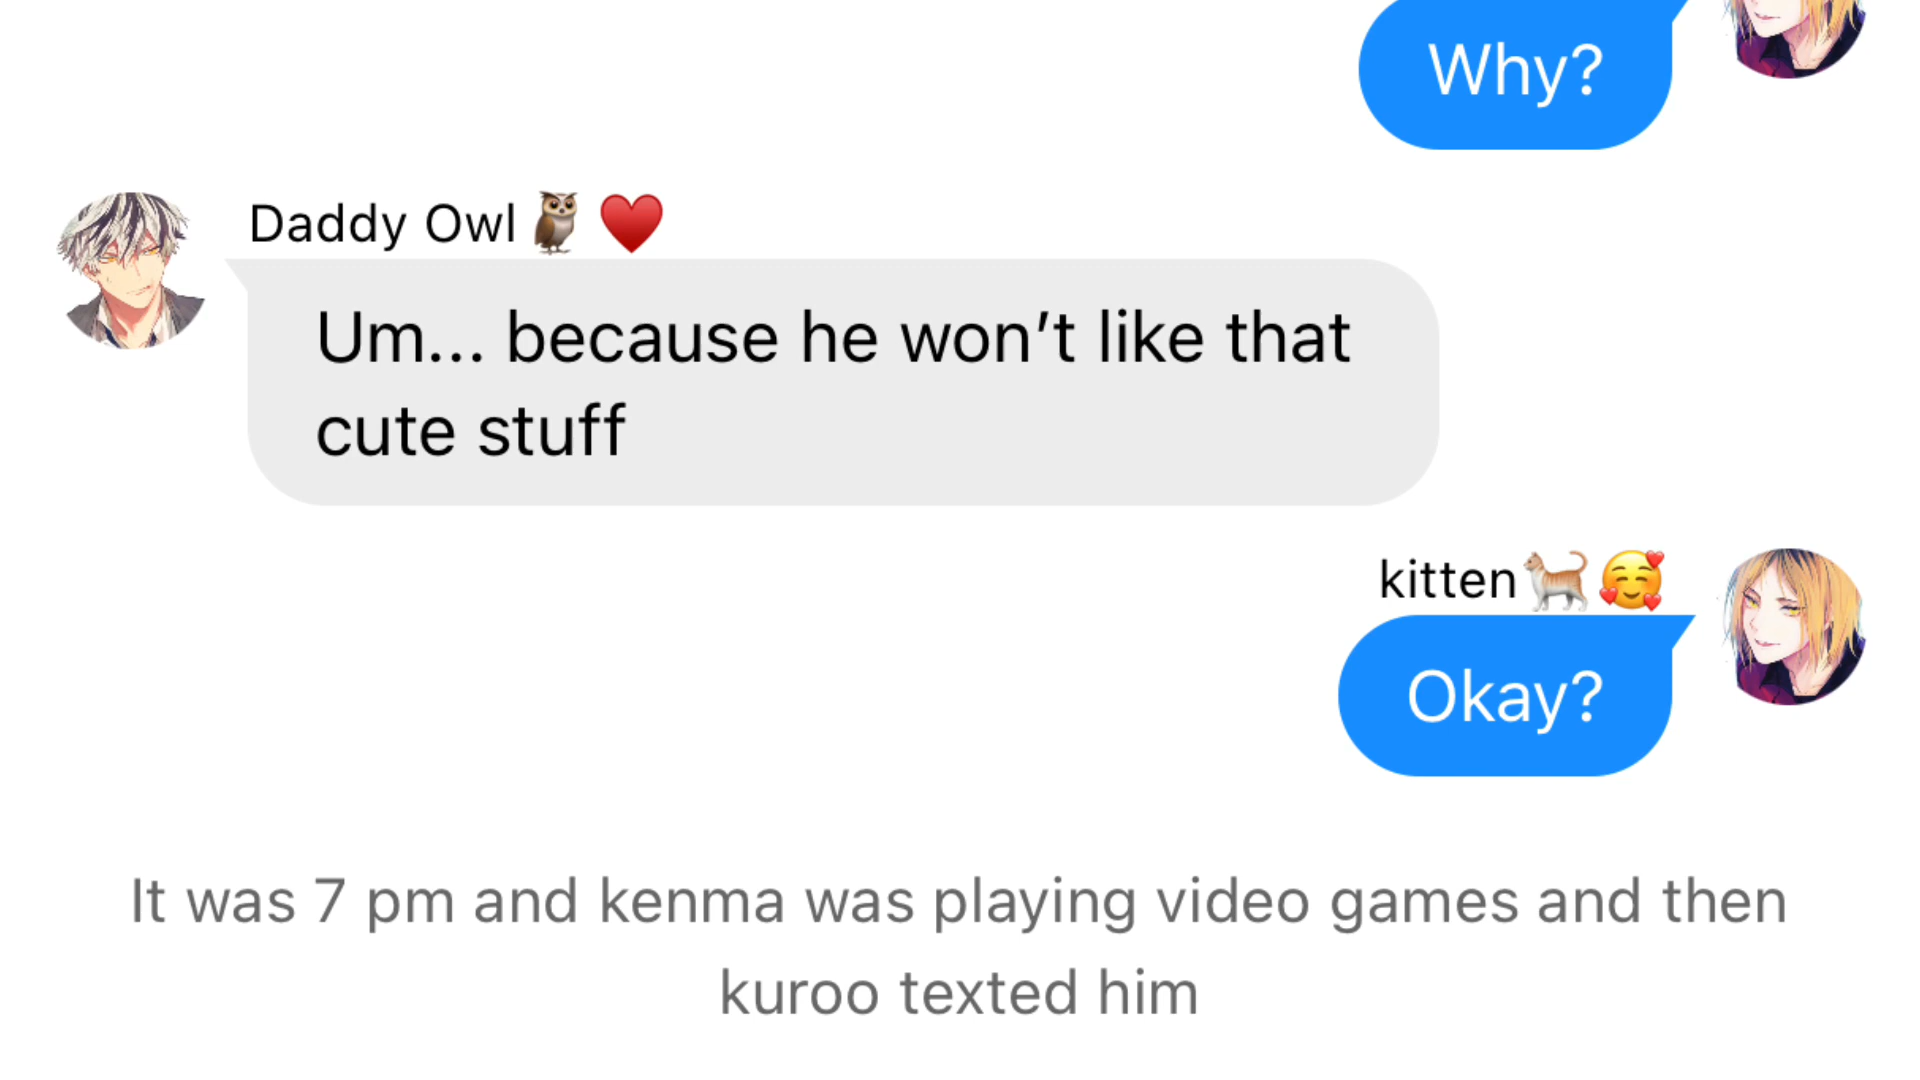 Why?
Daddy Owl🦉♥️
Um... because he won’t like that
cute stuff
kitten🐈🥰
Okay?
It was 7 pm and kenma was playing video games and then
kuroo texted him